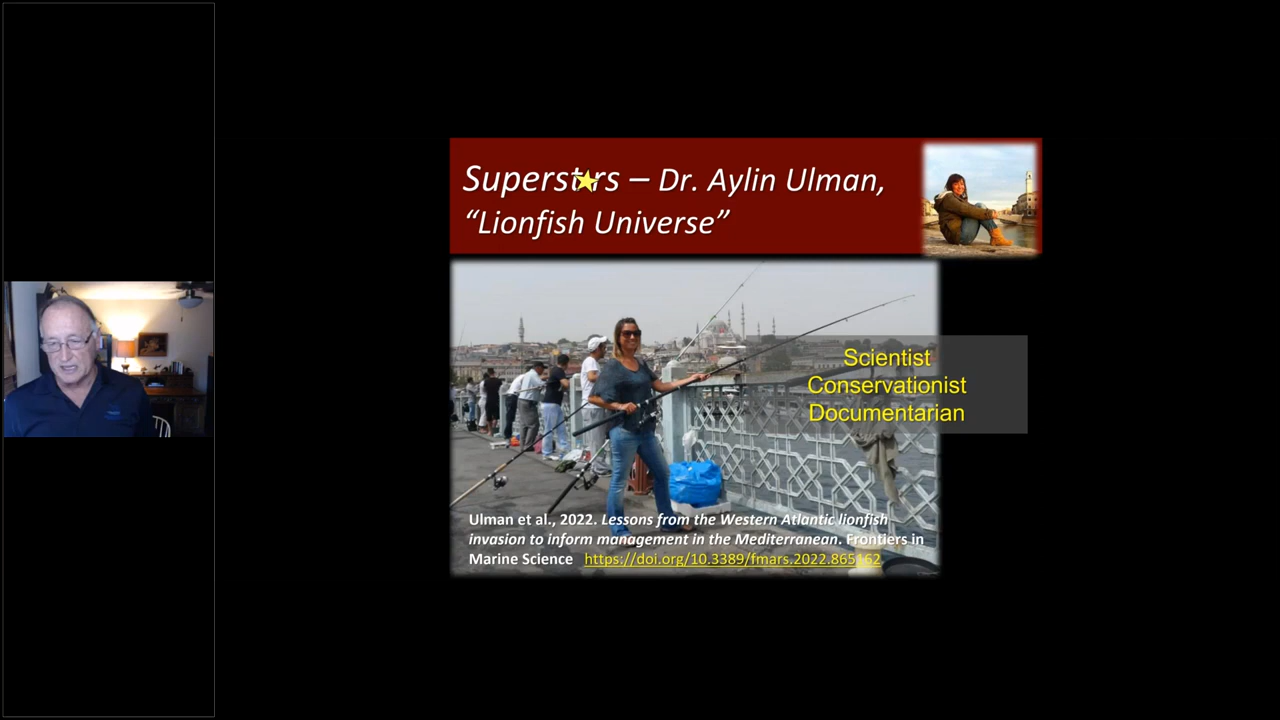 Superstars – Dr. Aylin Ulman,
“Lionfish Universe”
Scientist
Conservationist
Documentarian
Ulman et al., 2022. Lessons from the Western Atlantic lionfish
invasion to inform management in the Mediterranean. Frontiers in
Marine Science https://doi.org/10.3389/fmars.2022.865162